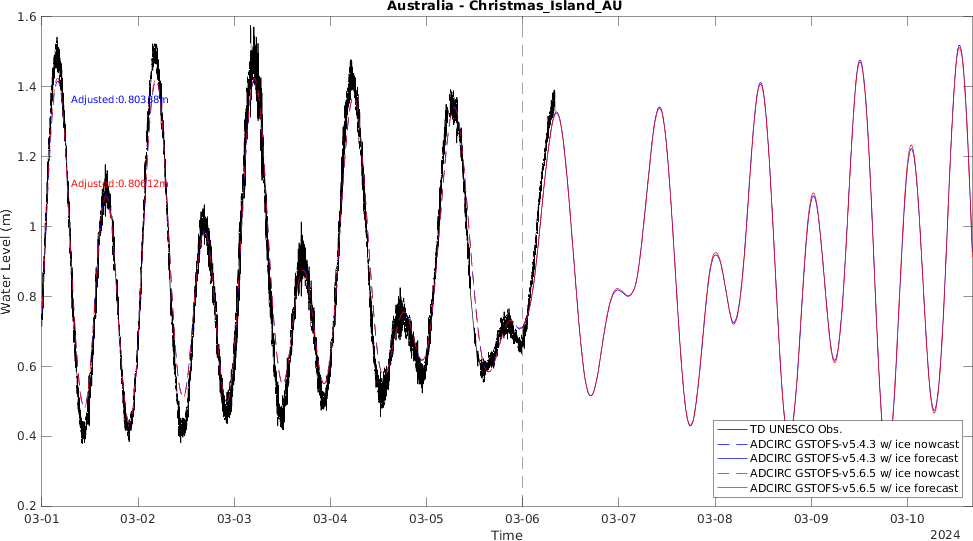 Australia - Christmas_Island_AU
1.6
1.4
1.2
1
0.8
0.6
0.4
0.2
Water Level (m)
Adjusted:0.80388m
Adjusted:0.80612m
TD UNESCO Obs.
ADCIRC GSTOFS-v5.4.3 w/ ice nowcast
ADCIRC GSTOFS-v5.4.3 w/ ice forecast
ADCIRC GSTOFS-v5.6.5 w/ ice nowcast
ADCIRC GSTOFS-v5.6.5 w/ ice forecast
03-01 03-02 03-03 03-04 03-05 03-06 03-07 03-08 03-09 03-10
Time
2024